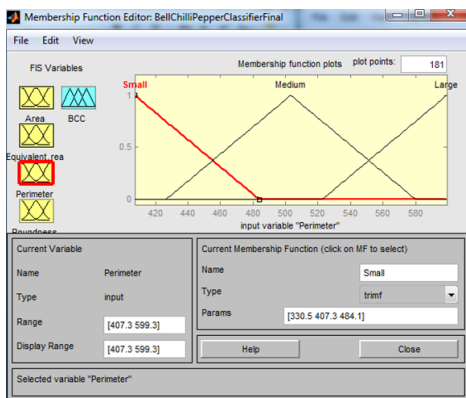 Membership Function Editor: BellChilliPepperClassifierFinal
File Edit View
FIS Variables
Membership function plots plot points: 181
Small Medium Large
Area BCC
Equivalent.rea
Perimeter
Roundness
1
0.5
0
420 440 460 480 500 520 540 560 580
input variable "Perimeter"
Current Variable
Name Perimeter
Type input
Range [407.3 599.3]
Display Range [407.3 599.3]
Current Membership Function (click on MF to select)
Name Small
Type trimf
Params [330.5 407.3 484.1]
Help Close
Selected variable "Perimeter"